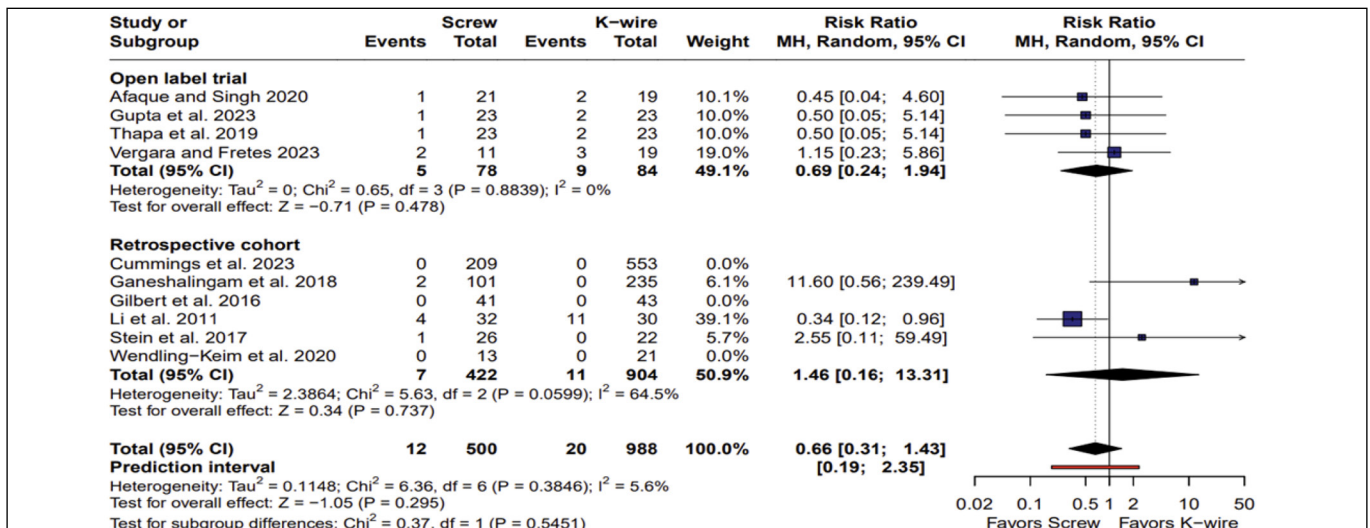 Study or Screw K−wire Risk Ratio Risk Ratio
Subgroup Events Total Events Total Weight MH, Random, 95% CI MH, Random, 95% CI
Open label trial
Afaque and Singh 2020 1 21 2 19 10.1% 0.45 [0.04; 4.60]
Gupta et al. 2023 1 23 2 23 10.0% 0.50 [0.05; 5.14]
Thapa et al. 2019 1 23 2 23 10.0% 0.50 [0.05; 5.14]
Vergara and Fretes 2023 2 11 3 19 19.0% 1.15 [0.23; 5.86]
Total (95% CI) 5 78 9 84 49.1% 0.69 [0.24; 1.94]
Heterogeneity: Tau² = 0; Chi² = 0.65, df = 3 (P = 0.8839); I² = 0%
Test for overall effect: Z = −0.71 (P = 0.478)
Retrospective cohort
Cummings et al. 2023 0 209 0 553 0.0%
Ganeshalingam et al. 2018 2 101 0 235 6.1% 11.60 [0.56; 239.49]
Gilbert et al. 2016 0 41 0 43 0.0%
Li et al. 2011 4 32 11 30 39.1% 0.34 [0.12; 0.96]
Stein et al. 2017 1 26 0 22 5.7% 2.55 [0.11; 59.49]
Wendling−Keim et al. 2020 0 13 0 21 0.0%
Total (95% CI) 7 422 11 904 50.9% 1.46 [0.16; 13.31]
Heterogeneity: Tau² = 2.3864; Chi² = 5.63, df = 2 (P = 0.0599); I² = 64.5%
Test for overall effect: Z = 0.34 (P = 0.737)
Total (95% CI) 12 500 20 988 100.0% 0.66 [0.31; 1.43]
Prediction interval [0.19; 2.35]
Heterogeneity: Tau² = 0.1148; Chi² = 6.36, df = 6 (P = 0.3846); I² = 5.6%
Test for overall effect: Z = −1.05 (P = 0.295)
Test for subgroup differences: Chi² = 0.37, df = 1 (P = 0.5451)
0.02 0.1 0.5 1 2 10 50
Favors Screw Favors K−wire